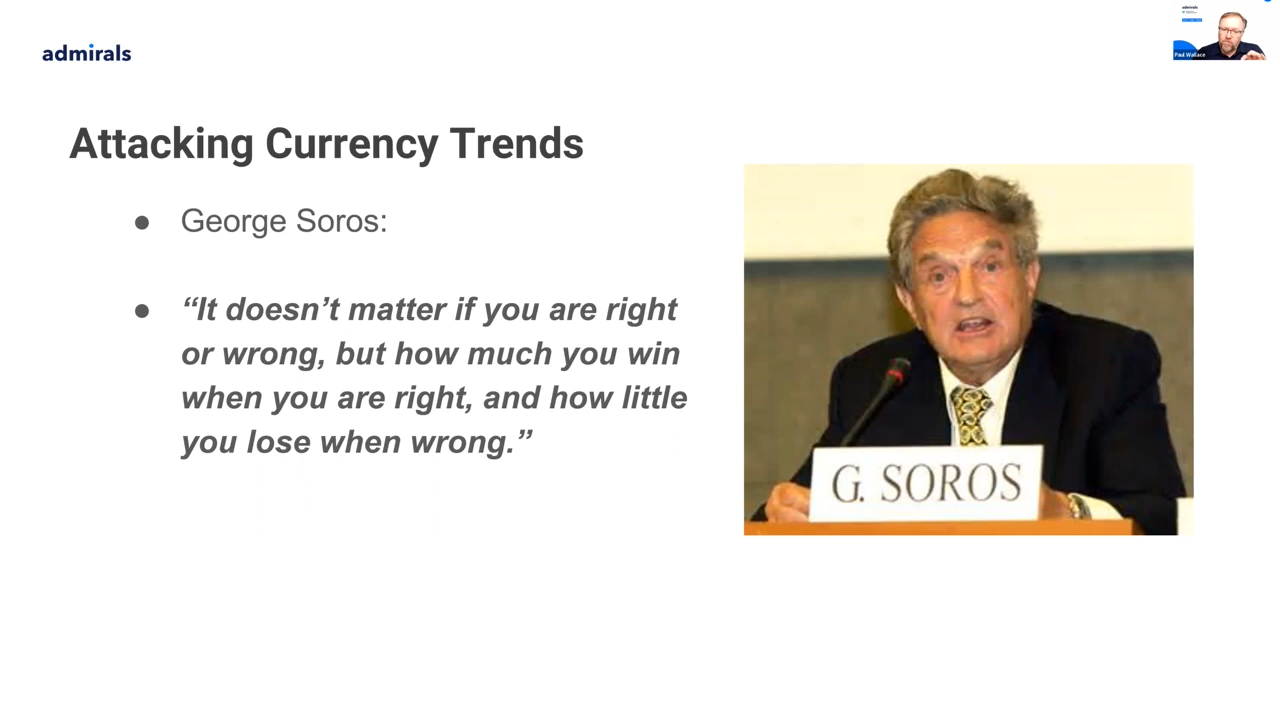 admirals
admirals
Paul Wallace
Attacking Currency Trends
● George Soros:
● “It doesn’t matter if you are right
or wrong, but how much you win
when you are right, and how little
you lose when wrong.”
G. SOROS